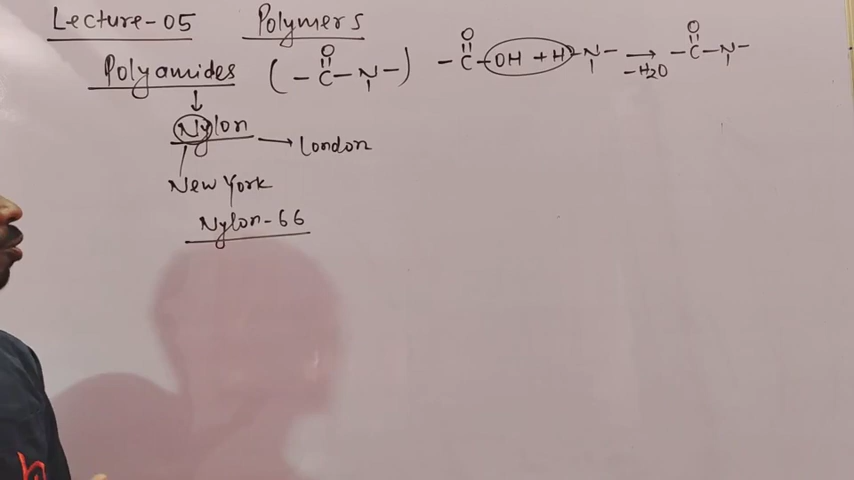 Lecture-05 Polymers
Polyamides ( -C(=O)-N- ) -C(=O)-OH + H-N- → -H2O -C(=O)-N-
Nylon → London
New York
Nylon-66